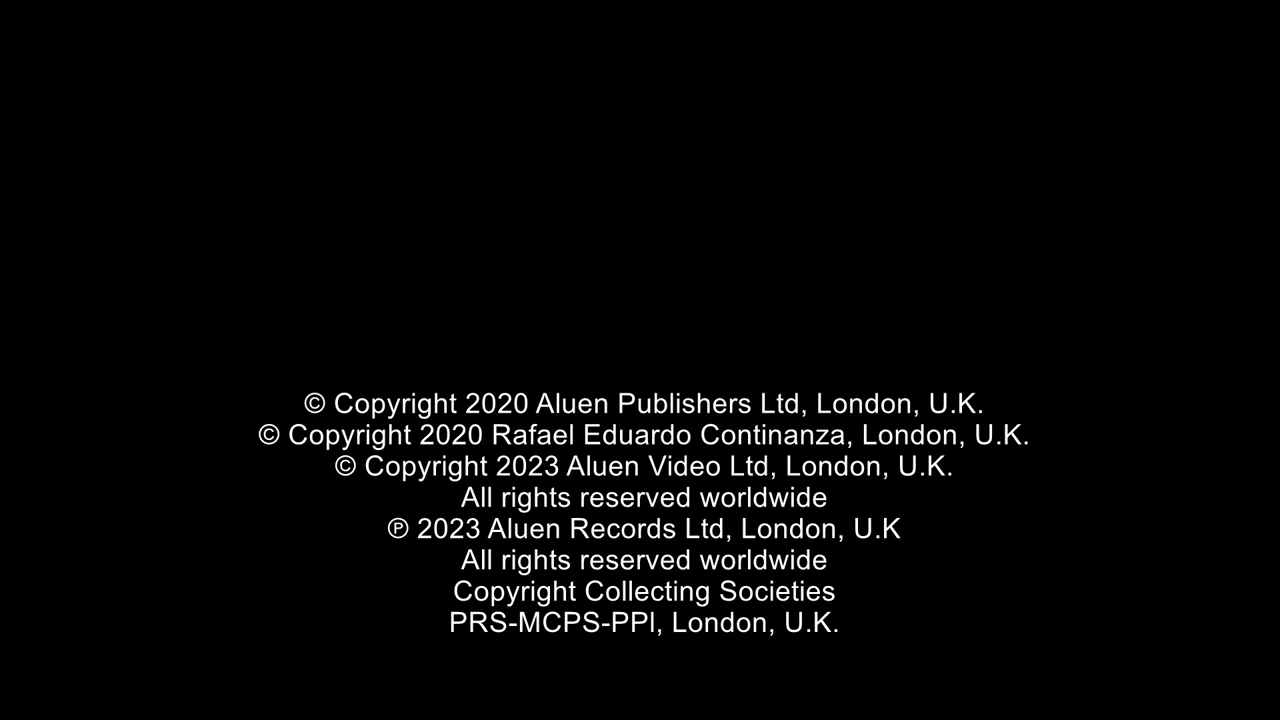 © Copyright 2020 Aluen Publishers Ltd, London, U.K.
© Copyright 2020 Rafael Eduardo Continanza, London, U.K.
© Copyright 2023 Aluen Video Ltd, London, U.K.
All rights reserved worldwide
℗ 2023 Aluen Records Ltd, London, U.K
All rights reserved worldwide
Copyright Collecting Societies
PRS-MCPS-PPl, London, U.K.